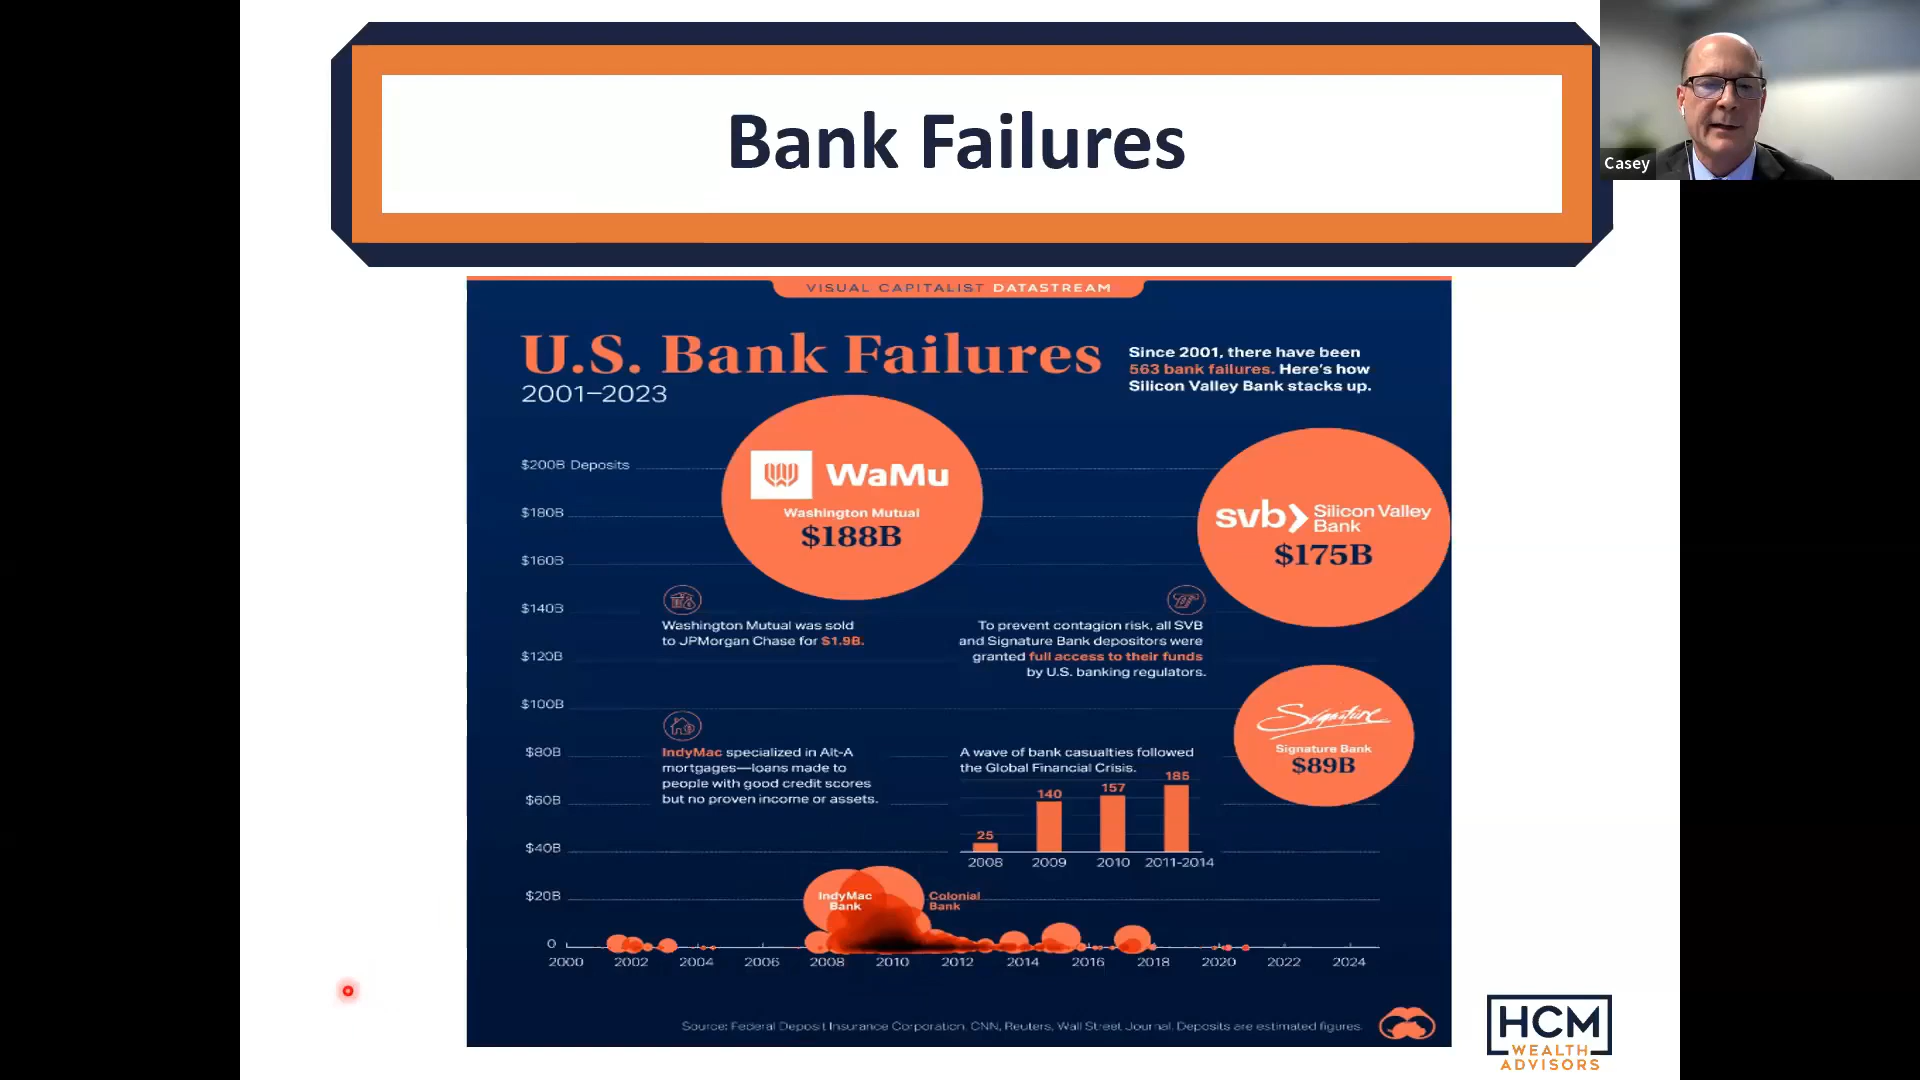 Bank Failures
Casey
VISUAL CAPITALIST DATASTREAM
U.S. Bank Failures
2001–2023
Since 2001, there have been
563 bank failures. Here's how
Silicon Valley Bank stacks up.
$200B Deposits
$180B
$160B
$140B
$120B
$100B
$80B
$60B
$40B
$20B
0
WaMu
Washington Mutual
$188B
svb Silicon Valley
Bank
$175B
Washington Mutual was sold
to JPMorgan Chase for $1.9B.
To prevent contagion risk, all SVB
and Signature Bank depositors were
granted full access to their funds
by U.S. banking regulators.
Signature
Signature Bank
$89B
IndyMac specialized in Alt-A
mortgages—loans made to
people with good credit scores
but no proven income or assets.
A wave of bank casualties followed
the Global Financial Crisis.
25
140
157
185
2008 2009 2010 2011-2014
IndyMac
Bank
Colonial
Bank
2000 2002 2004 2006 2008 2010 2012 2014 2016 2018 2020 2022 2024
Source: Federal Deposit Insurance Corporation, CNN, Reuters, Wall Street Journal. Deposits are estimated figures.
HCM
WEALTH
ADVISORS